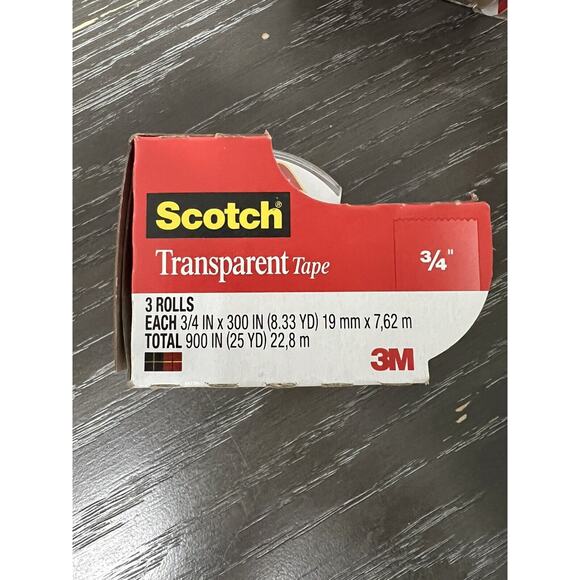 Scotch®
Transparent Tape
3/4"
3 ROLLS
EACH 3/4 IN x 300 IN (8.33 YD) 19 mm x 7,62 m
TOTAL 900 IN (25 YD) 22,8 m
3M